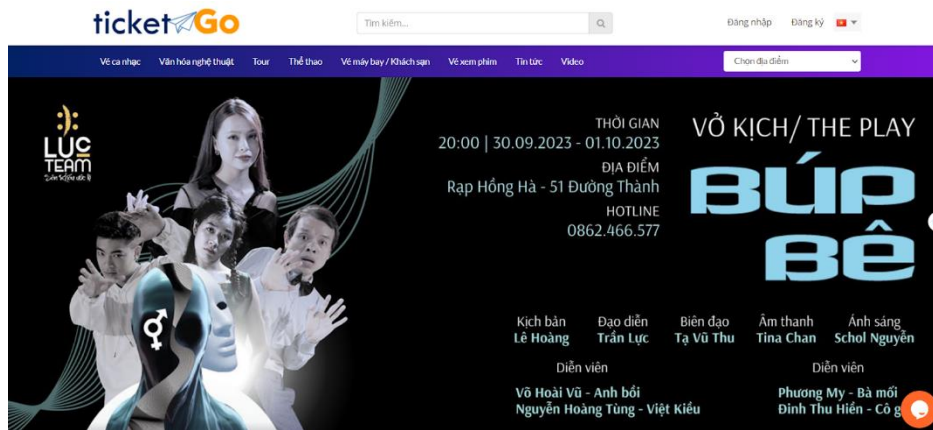 ticketGo
Tìm kiếm...
Đăng nhập Đăng ký
Vé ca nhạc Văn hóa nghệ thuật Tour Thể thao Vé máy bay / Khách sạn Vé xem phim Tin tức Video
Chọn địa điểm
LỤC
TEAM
Sân khấu ước lệ
THỜI GIAN
20:00 | 30.09.2023 - 01.10.2023
ĐỊA ĐIỂM
Rạp Hồng Hà - 51 Đường Thành
HOTLINE
0862.466.577
VỞ KỊCH/ THE PLAY
BÚP
BÊ
Kịch bản Đạo diễn Biên đạo Âm thanh Ánh sáng
Lê Hoàng Trần Lực Tạ Vũ Thu Tina Chan Schol Nguyễn
Diễn viên
Võ Hoài Vũ - Anh bồi
Nguyễn Hoàng Tùng - Việt Kiều
Diễn viên
Phương My - Bà mối
Đinh Thu Hiền - Cô g